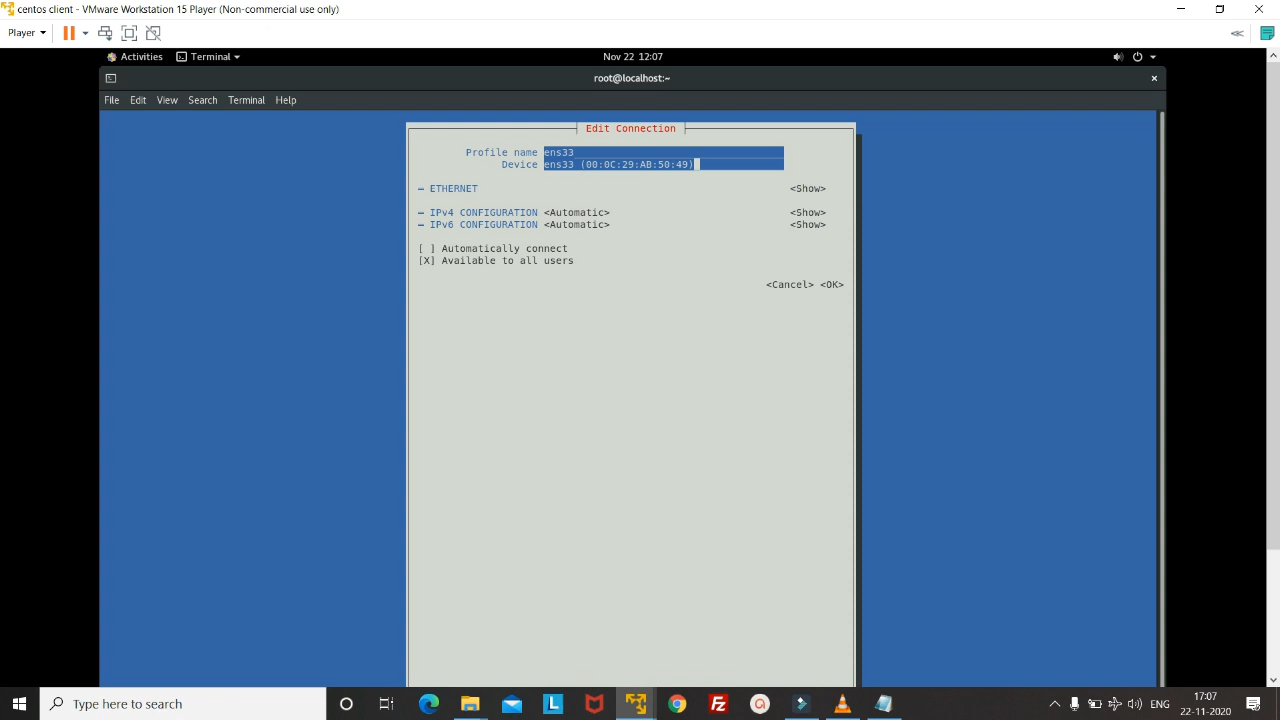 centos client - VMware Workstation 15 Player (Non-commercial use only)
Player
Activities Terminal Nov 22 12:07
root@localhost:~
File Edit View Search Terminal Help
Edit Connection
Profile name ens33
Device ens33 (00:0C:29:AB:50:49)
ETHERNET <Show>
IPv4 CONFIGURATION <Automatic> <Show>
IPv6 CONFIGURATION <Automatic> <Show>
[ ] Automatically connect
[X] Available to all users
<Cancel> <OK>
Type here to search
ENG
17:07
22-11-2020